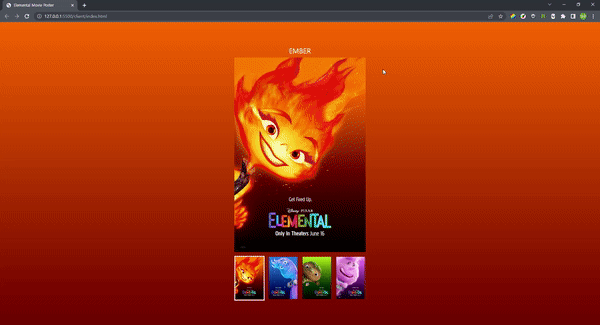 Elemental Movie Poster
127.0.0.1:5500/client/index.html
EMBER
Get Fired Up.
Disney PIXAR
ELEMENTAL
Only In Theaters June 16